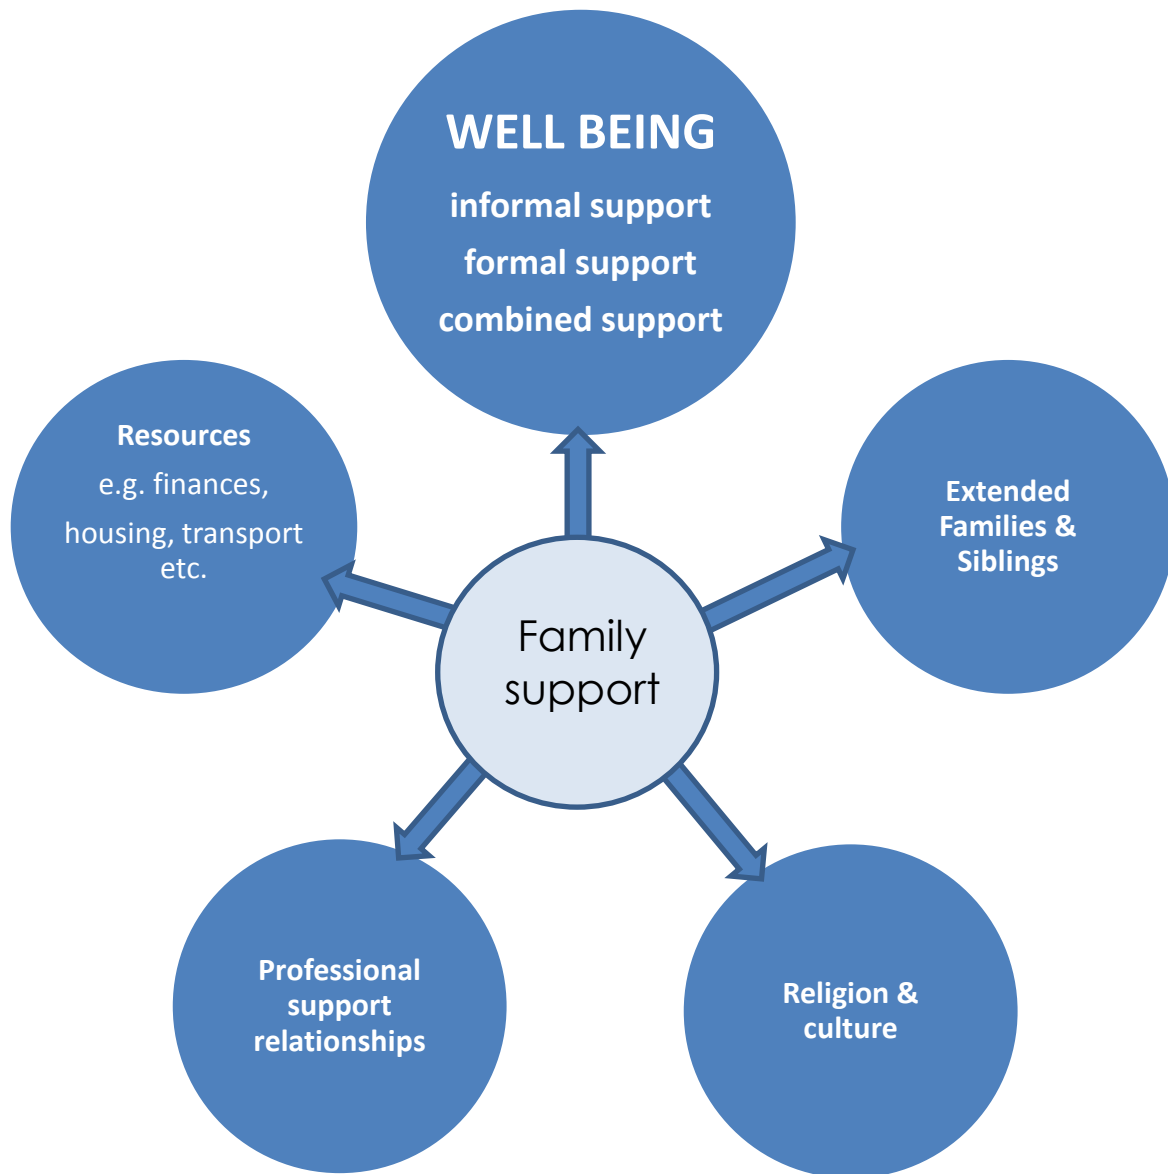 WELL BEING
informal support
formal support
combined support
Resources
e.g. finances,
housing, transport
etc.
Extended
Families &
Siblings
Family
support
Professional
support
relationships
Religion &
culture